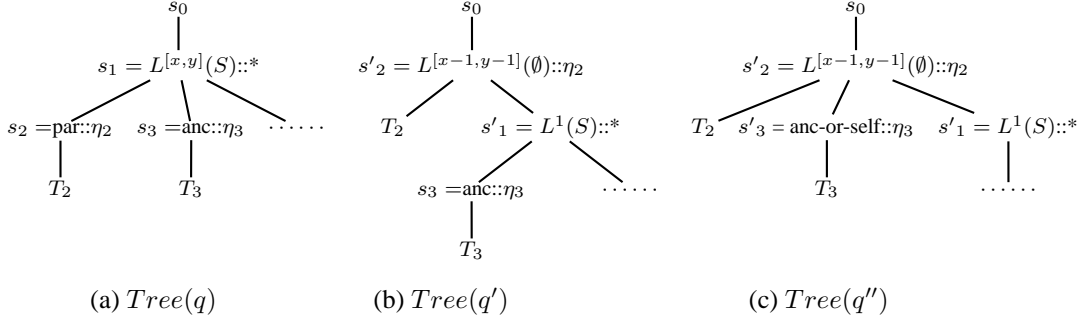 s₀ s₀ s₀
s₁ = L^{[x,y]}(S)::* s'₂ = L^{[x−1,y−1]}(∅)::η₂ s'₂ = L^{[x−1,y−1]}(∅)::η₂
s₂ =par::η₂ s₃ =anc::η₃ ······ T₂ s'₁ = L¹(S)::* T₂ s'₃ = anc-or-self::η₃ s'₁ = L¹(S)::*
T₂ T₃ s₃ =anc::η₃ ······ T₃ ······
T₃
(a) Tree(q) (b) Tree(q') (c) Tree(q'')